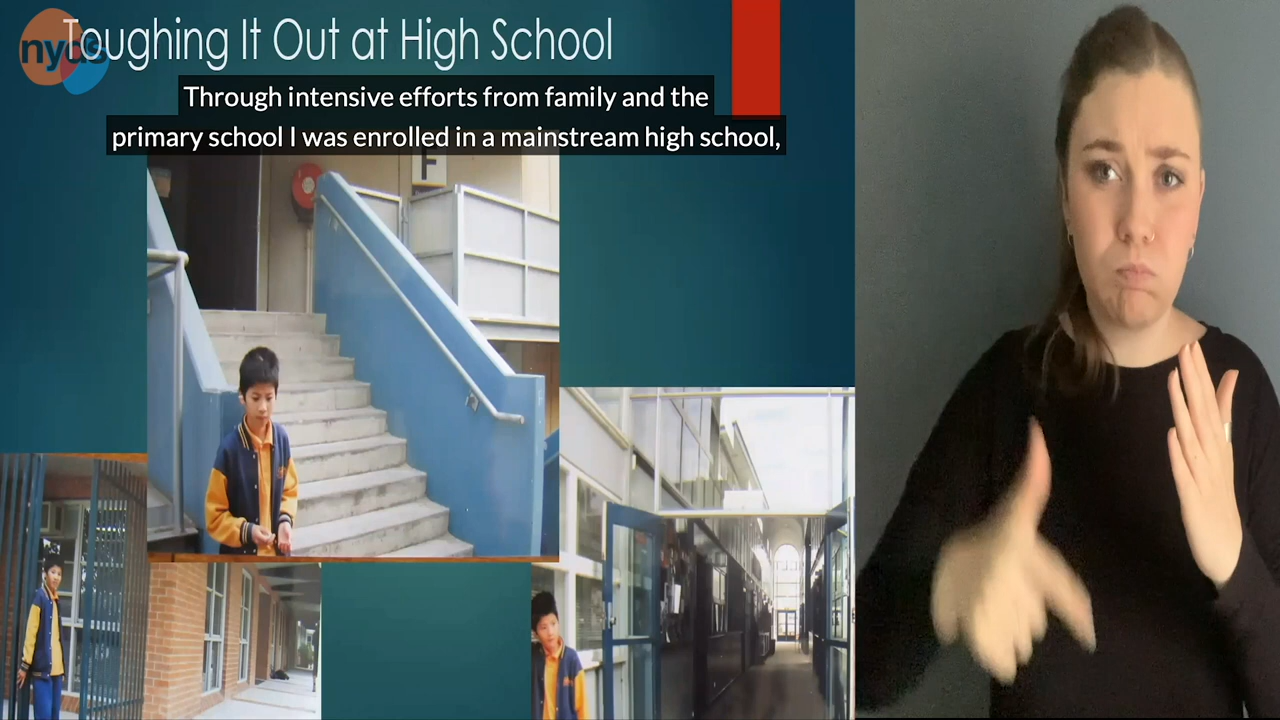 Toughing It Out at High School
nyda's
Through intensive efforts from family and the
primary school I was enrolled in a mainstream high school,
F